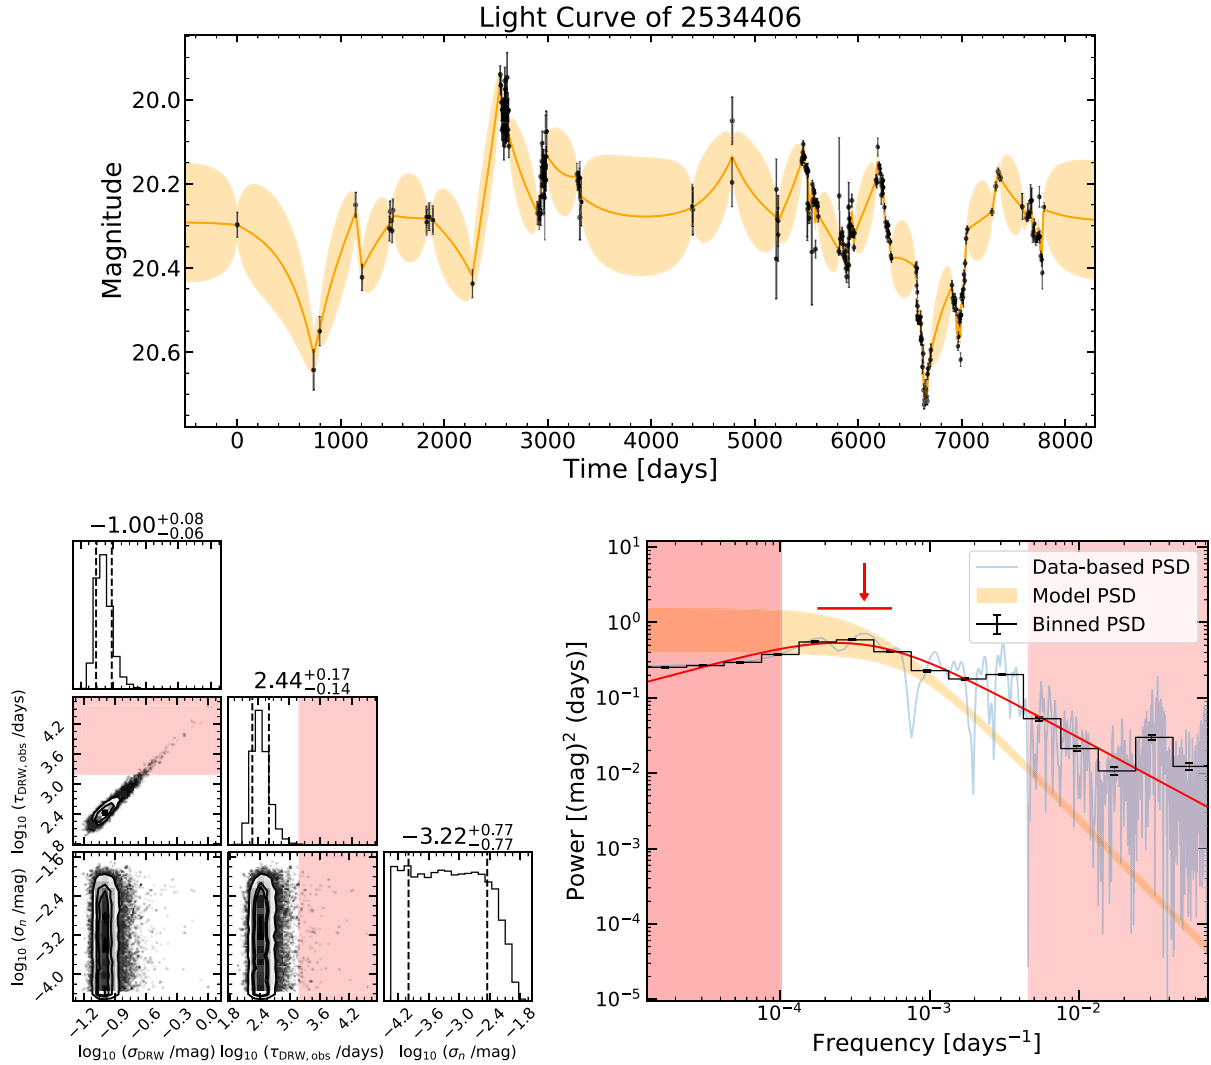 Light Curve of 2534406
Magnitude
20.0
20.2
20.4
20.6
0 1000 2000 3000 4000 5000 6000 7000 8000
Time [days]
−1.00+0.08−0.06
2.44+0.17−0.14
−3.22+0.77−0.77
log10 (τDRW, obs /days)
4.2
3.6
3.0
2.4
1.8
log10 (σn /mag)
−1.6
−2.4
−3.2
−4.0
−1.2 −0.9 −0.6 −0.3 0.0
log10 (σDRW /mag)
1.8 2.4 3.0 3.6 4.2
log10 (τDRW, obs /days)
−4.2 −3.6 −3.0 −2.4 −1.8
log10 (σn /mag)
Data-based PSD
Model PSD
Binned PSD
Power [(mag)² (days)]
10¹
10⁰
10⁻¹
10⁻²
10⁻³
10⁻⁴
10⁻⁵
10⁻⁴ 10⁻³ 10⁻²
Frequency [days⁻¹]